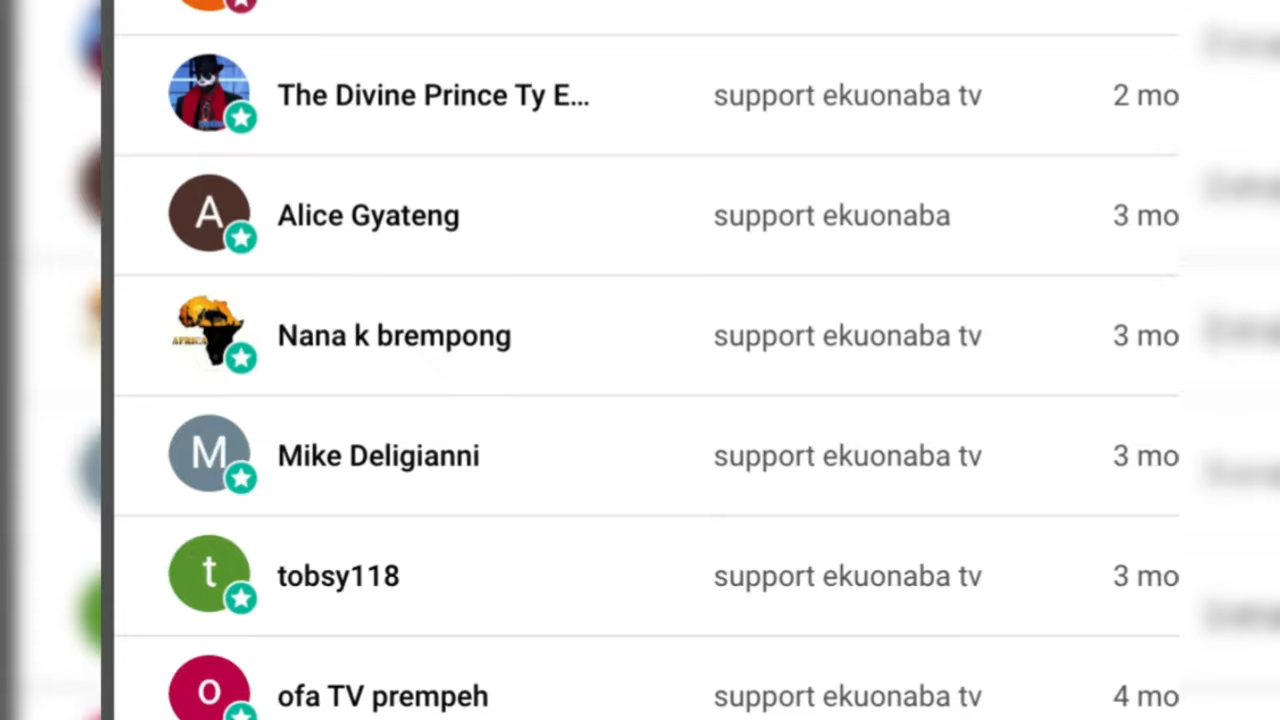 The Divine Prince Ty E... support ekuonaba tv 2 mo
A Alice Gyateng support ekuonaba 3 mo
AFRICA Nana k brempong support ekuonaba tv 3 mo
M Mike Deligianni support ekuonaba tv 3 mo
t tobsy118 support ekuonaba tv 3 mo
o ofa TV prempeh support ekuonaba tv 4 mo